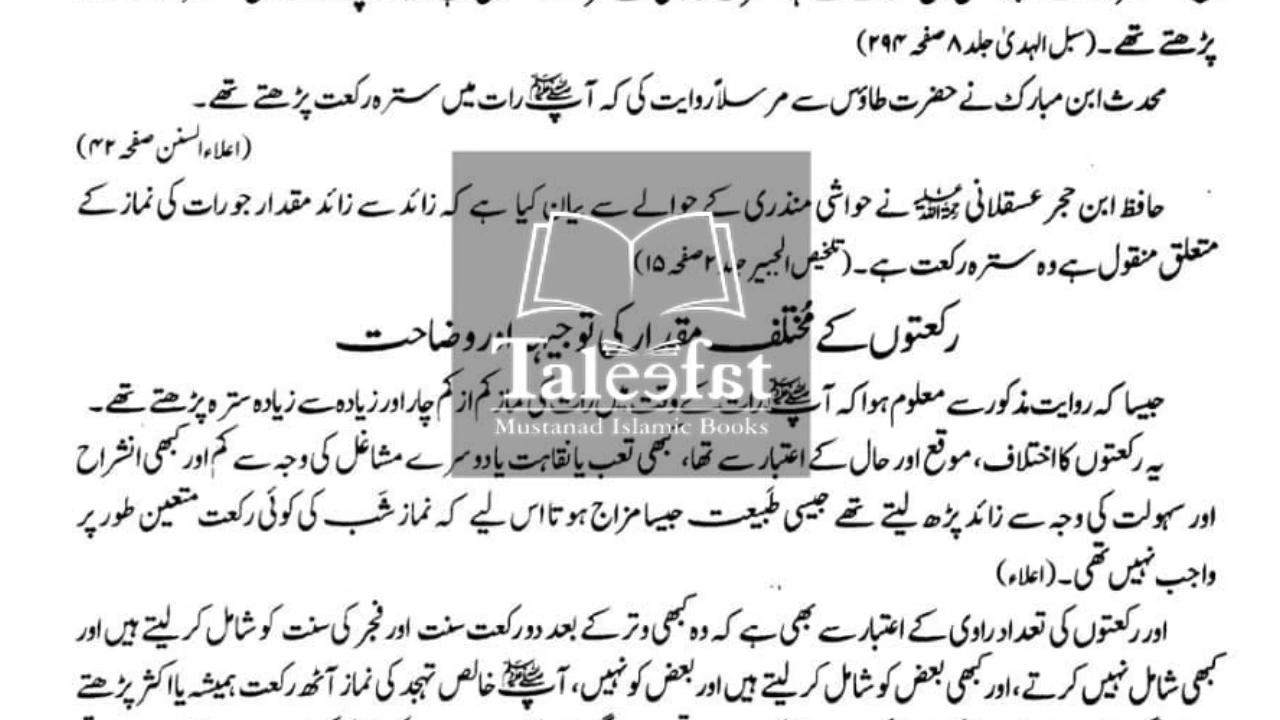 پڑھتے تھے۔ (سبل الہدیٰ جلد ۸ صفحہ ۲۹۴)
محدث ابن مبارک نے حضرت طاؤس سے مرسلاً روایت کی کہ آپ ﷺ رات میں سترہ رکعت پڑھتے تھے۔
(اعلاء السنن صفحہ ۴۲)
حافظ ابن حجر عسقلانی رحمۃ اللہ علیہ نے حواشی منذری کے حوالے سے بیان کیا ہے کہ زائد سے زائد مقدار جو رات کی نماز کے
متعلق منقول ہے وہ سترہ رکعت ہے۔ (تلخیص الحبیر جلد ۲ صفحہ ۱۵)
رکعتوں کے مُختلف مقدار کی توجیہ اور وضاحت
جیسا کہ روایت مذکور سے معلوم ہوا کہ آپ ﷺ رات کے وقت میں رات کی نماز کم از کم چار اور زیادہ سے زیادہ سترہ پڑھتے تھے۔
یہ رکعتوں کا اختلاف، موقع اور حال کے اعتبار سے تھا، کبھی تعب یا نقاہت یا دوسرے مشاغل کی وجہ سے کم اور کبھی انشراح
اور سہولت کی وجہ سے زائد پڑھ لیتے تھے جیسی طَبیعت جیسا مزاج ہوتا اس لیے کہ نماز شَب کی کوئی رکعت متعین طور پر
واجب نہیں تھی۔ (اعلاء)
اور رکعتوں کی تعداد راوی کے اعتبار سے بھی ہے کہ وہ کبھی وتر کے بعد دو رکعت سنت اور فجر کی سنت کو شامل کر لیتے ہیں اور
کبھی شامل نہیں کرتے، اور کبھی بعض کو شامل کر لیتے ہیں اور بعض کو نہیں، آپ ﷺ خالص تہجد کی نماز آٹھ رکعت ہمیشہ یا اکثر پڑھتے
Taleefat
Mustanad Islamic Books